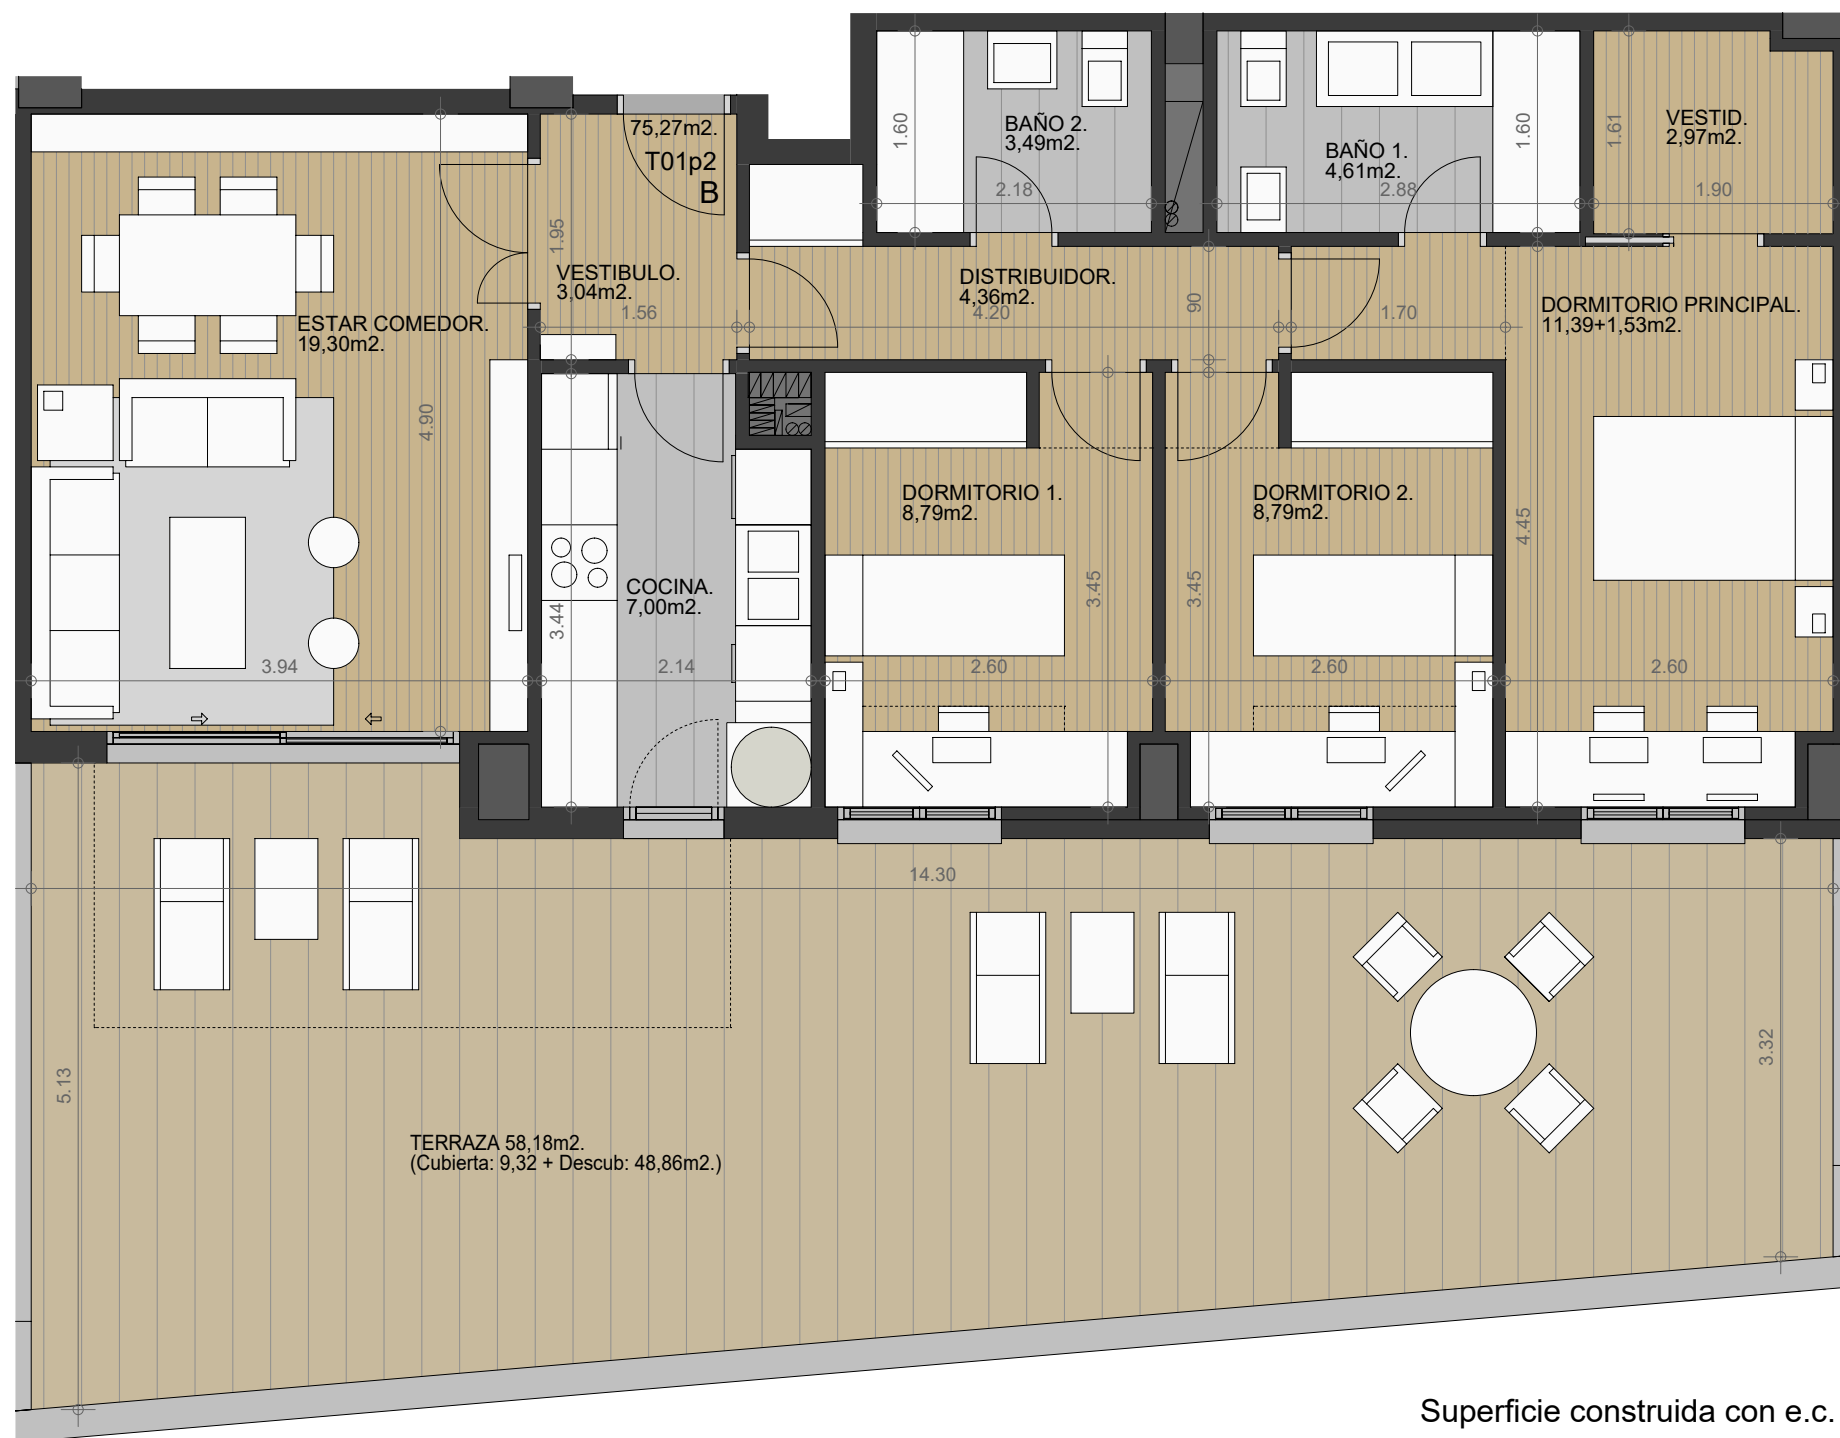 75,27m2.
T01p2
B
1.60
BAÑO 2.
3,49m2.
2.18
BAÑO 1.
4,61m2.
2.88
1.60
1.61
VESTID.
2,97m2.
1.90
1.95
VESTIBULO.
3,04m2.
1.56
DISTRIBUIDOR.
4,36m2.
4.20
90
1.70
DORMITORIO PRINCIPAL.
11,39+1,53m2.
ESTAR COMEDOR.
19,30m2.
4.90
DORMITORIO 1.
8,79m2.
DORMITORIO 2.
8,79m2.
4.45
COCINA.
7,00m2.
3.44
3.45
3.45
3.94
2.14
2.60
2.60
2.60
14.30
5.13
3.32
TERRAZA 58,18m2.
(Cubierta: 9,32 + Descub: 48,86m2.)
Superficie construida con e.c.